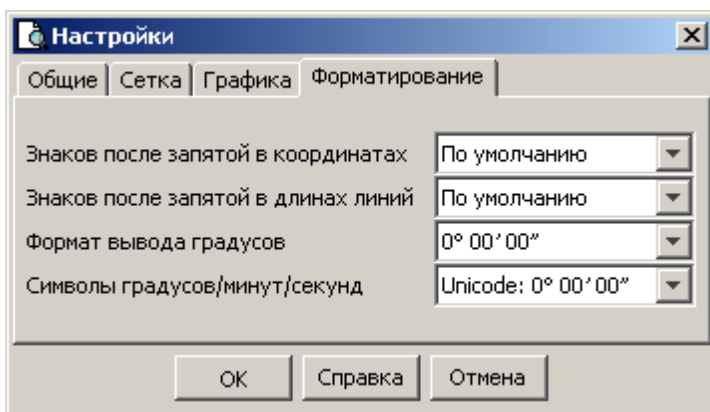 Настройки
Общие Сетка Графика Форматирование
Знаков после запятой в координатах По умолчанию
Знаков после запятой в длинах линий По умолчанию
Формат вывода градусов 0° 00′00″
Символы градусов/минут/секунд Unicode: 0° 00′00″
OK Справка Отмена